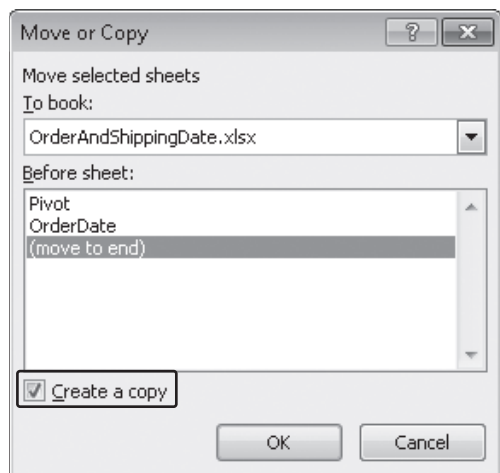 Move or Copy
Move selected sheets
To book:
OrderAndShippingDate.xlsx
Before sheet:
Pivot
OrderDate
(move to end)
Create a copy
OK Cancel